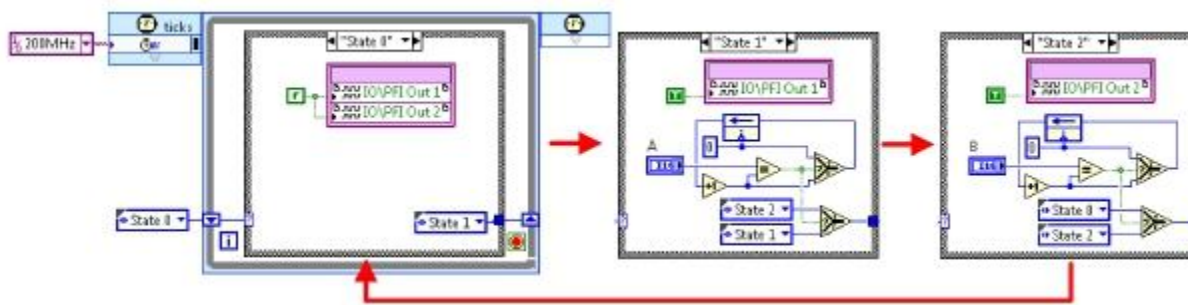 ticks
200MHz
"State 0"
IO\PFI Out 1
IO\PFI Out 2
State 0
State 1
i
"State 1"
IO\PFI Out 1
A
0
+1
=
State 2
State 1
"State 2"
IO\PFI Out 2
B
0
+1
=
State 0
State 2